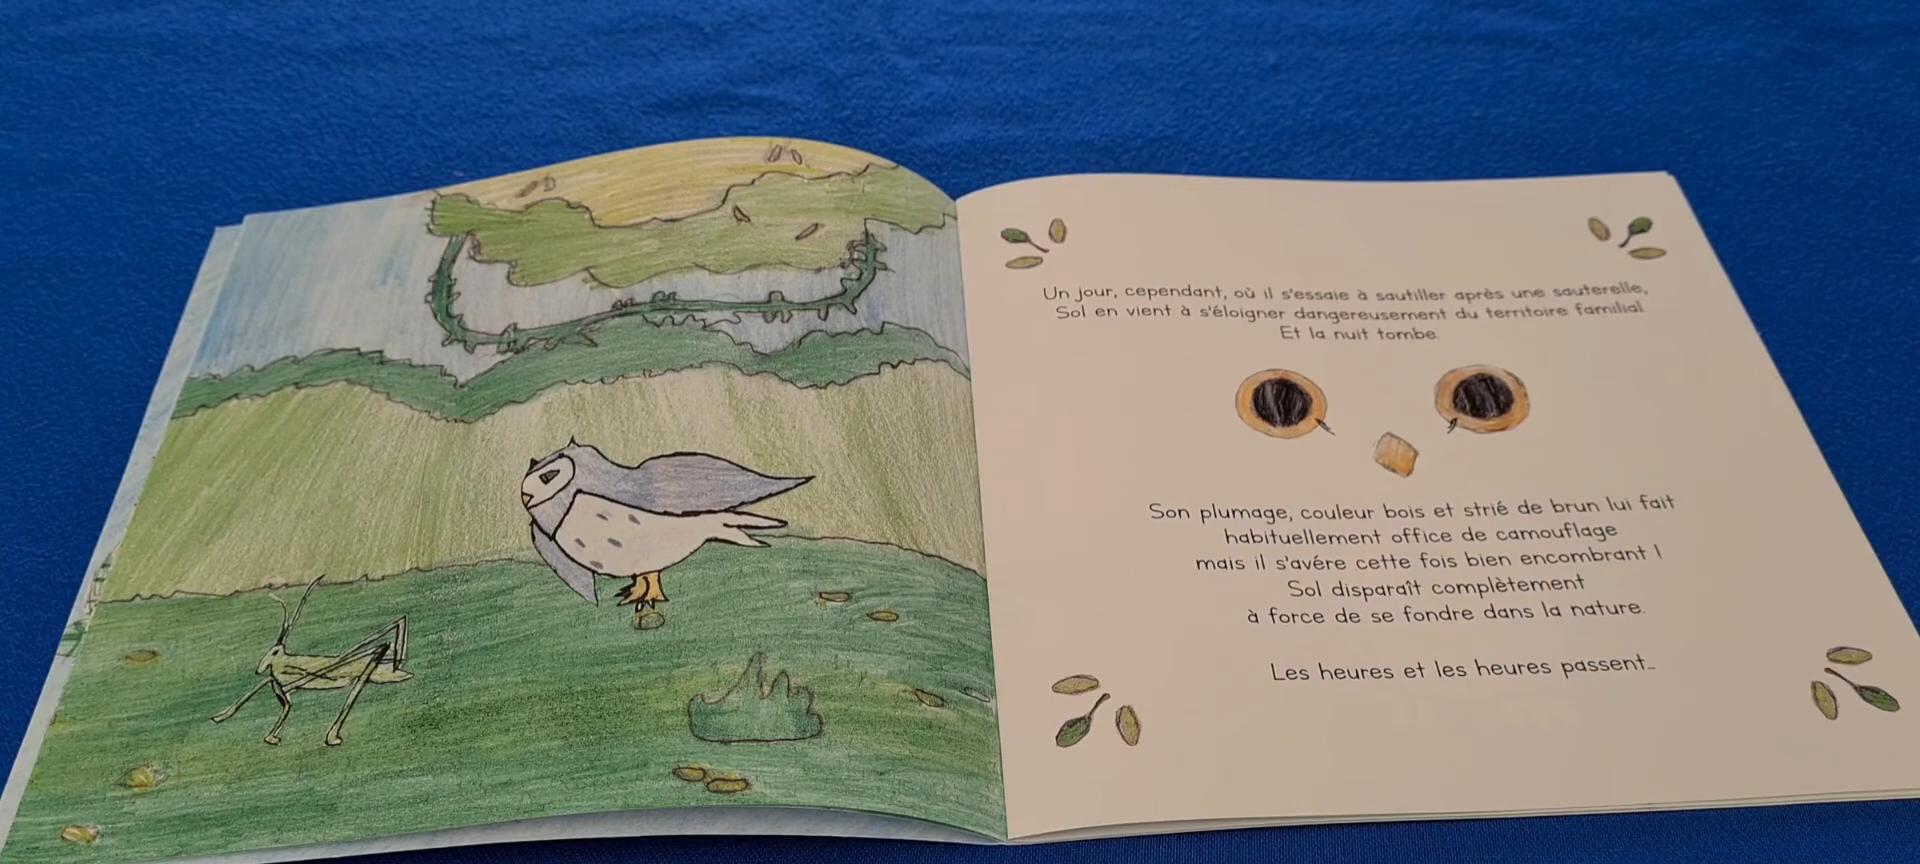 Un jour, cependant, où il s'essaie à sautiller après une sauterelle,
Sol en vient à s'éloigner dangereusement du territoire familial.
Et la nuit tombe.
Son plumage, couleur bois et strié de brun lui fait
habituellement office de camouflage
mais il s'avére cette fois bien encombrant !
Sol disparaît complètement
à force de se fondre dans la nature.
Les heures et les heures passent...